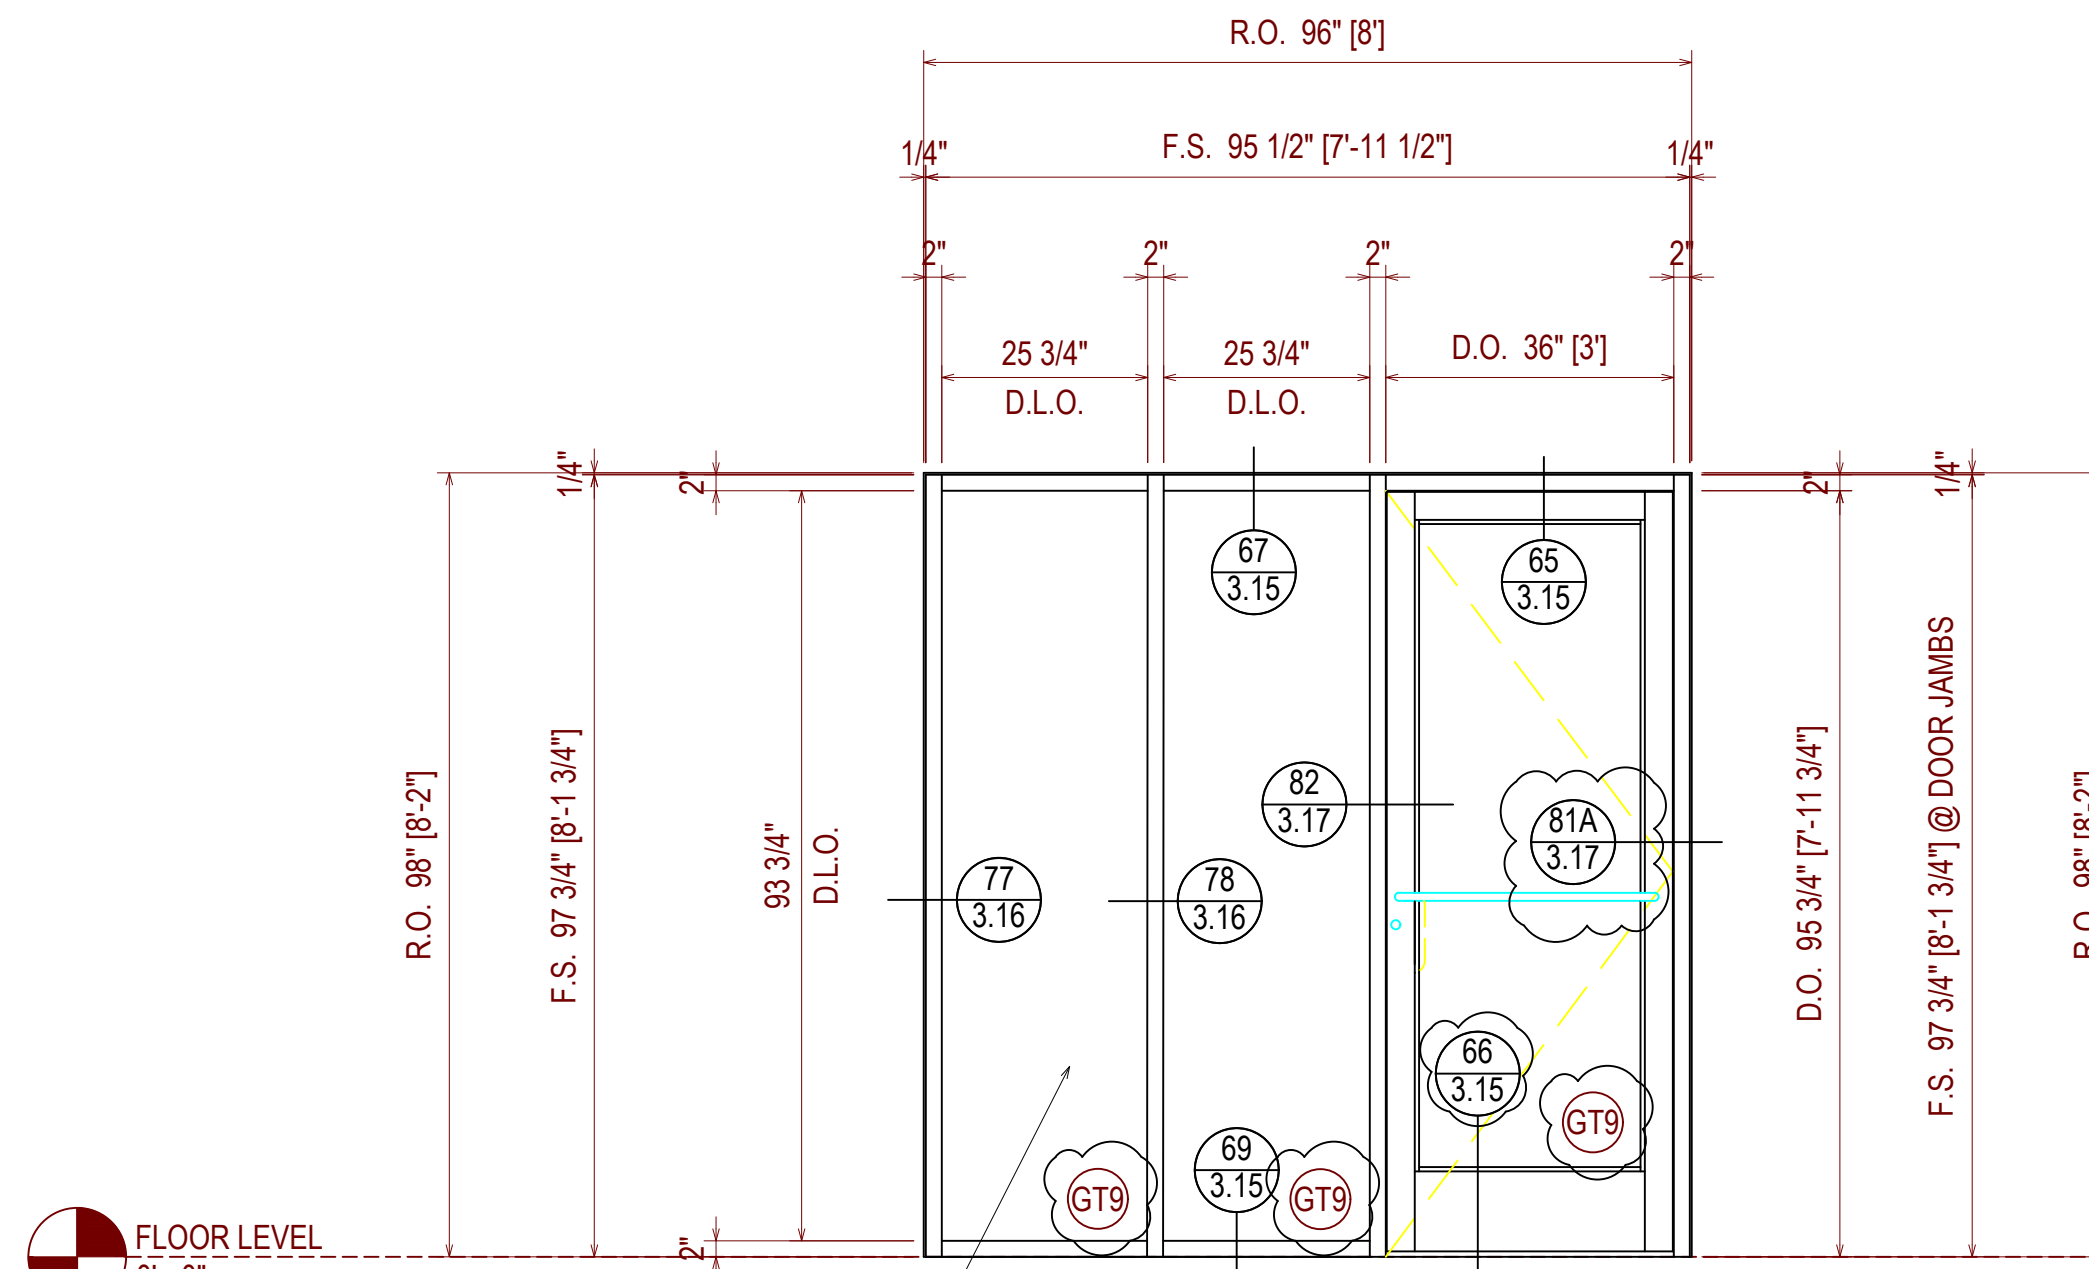 R.O. 96" [8']
1/4"
F.S. 95 1/2" [7'-11 1/2"]
1/4"
2"
2"
2"
2"
25 3/4"
D.L.O.
25 3/4"
D.L.O.
D.O. 36" [3']
1/4"
2"
2"
1/4"
67
3.15
65
3.15
R.O. 98" [8'-2"]
F.S. 97 3/4" [8'-1 3/4"]
93 3/4"
D.L.O.
82
3.17
81A
3.17
77
3.16
78
3.16
D.O. 95 3/4" [7'-11 3/4"]
F.S. 97 3/4" [8'-1 3/4"] @ DOOR JAMBS
R.O. 98" [8'-2"]
66
3.15
GT9
69
3.15
GT9
GT9
2"
FLOOR LEVEL